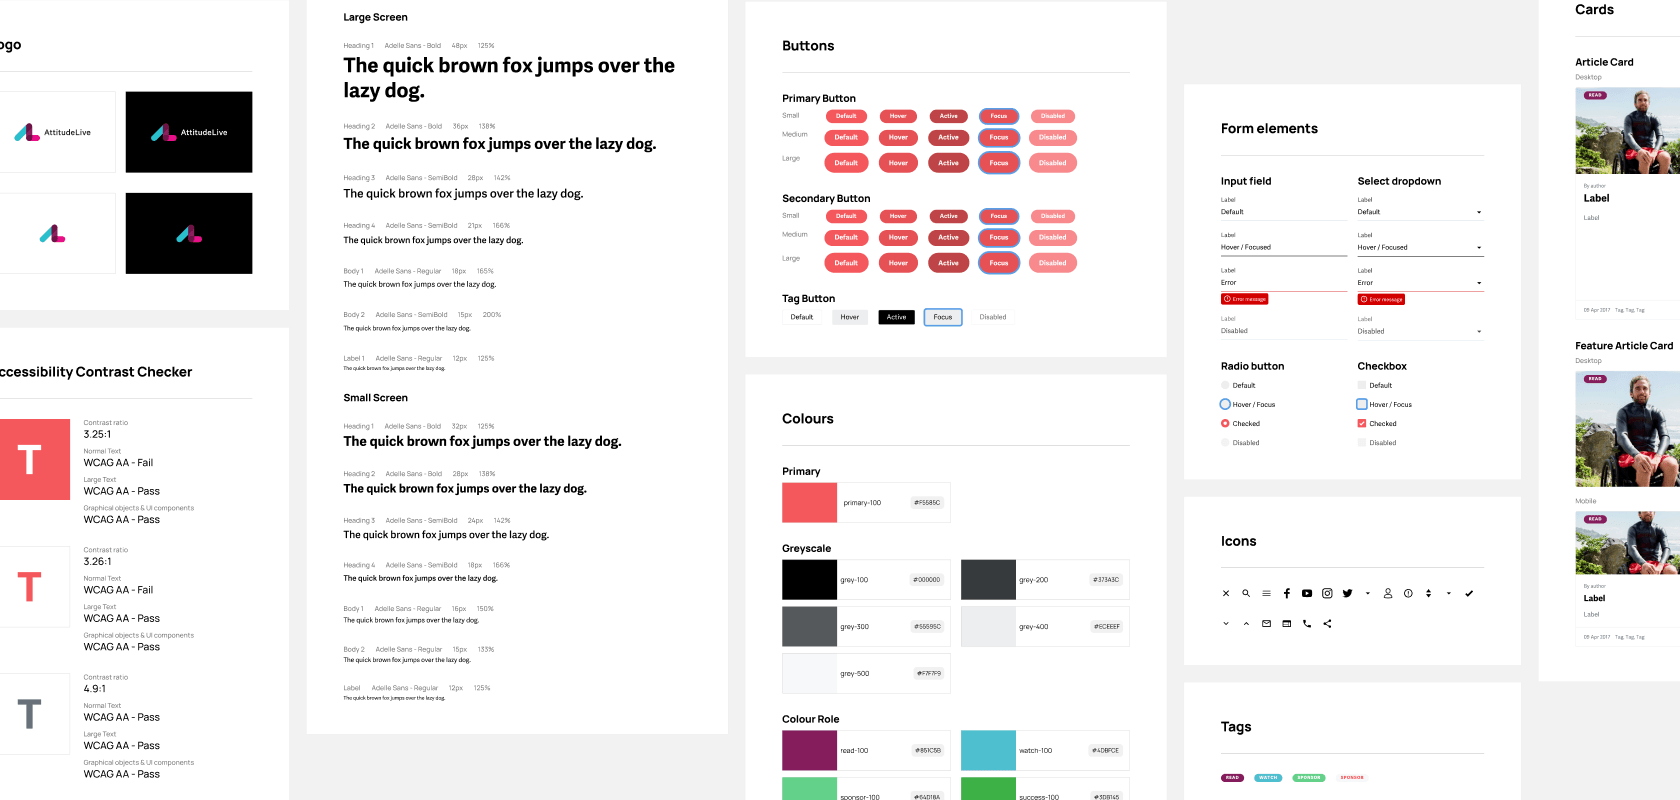 ogo
AttitudeLive
AttitudeLive
ccessibility Contrast Checker
T
Contrast ratio
3.25:1
Normal Text
WCAG AA - Fail
Large Text
WCAG AA - Pass
Graphical objects & UI components
WCAG AA - Pass
T
Contrast ratio
3.26:1
Normal Text
WCAG AA - Fail
Large Text
WCAG AA - Pass
Graphical objects & UI components
WCAG AA - Pass
T
Contrast ratio
4.9:1
Normal Text
WCAG AA - Pass
Large Text
WCAG AA - Pass
Graphical objects & UI components
WCAG AA - Pass
Large Screen
Heading 1 Adelle Sans - Bold 48px 125%
The quick brown fox jumps over the
lazy dog.
Heading 2 Adelle Sans - Bold 36px 138%
The quick brown fox jumps over the lazy dog.
Heading 3 Adelle Sans - SemiBold 28px 142%
The quick brown fox jumps over the lazy dog.
Heading 4 Adelle Sans - SemiBold 21px 166%
The quick brown fox jumps over the lazy dog.
Body 1 Adelle Sans - Regular 18px 165%
The quick brown fox jumps over the lazy dog.
Body 2 Adelle Sans - SemiBold 15px 200%
The quick brown fox jumps over the lazy dog.
Label 1 Adelle Sans - Regular 12px 125%
The quick brown fox jumps over the lazy dog.
Small Screen
Heading 1 Adelle Sans - Bold 32px 125%
The quick brown fox jumps over the lazy dog.
Heading 2 Adelle Sans - Bold 28px 138%
The quick brown fox jumps over the lazy dog.
Heading 3 Adelle Sans - SemiBold 24px 142%
The quick brown fox jumps over the lazy dog.
Heading 4 Adelle Sans - SemiBold 18px 166%
The quick brown fox jumps over the lazy dog.
Body 1 Adelle Sans - Regular 16px 150%
The quick brown fox jumps over the lazy dog.
Body 2 Adelle Sans - Regular 15px 133%
The quick brown fox jumps over the lazy dog.
Label Adelle Sans - Regular 12px 125%
The quick brown fox jumps over the lazy dog.
Buttons
Primary Button
Small Default Hover Active Focus Disabled
Medium Default Hover Active Focus Disabled
Large Default Hover Active Focus Disabled
Secondary Button
Small Default Hover Active Focus Disabled
Medium Default Hover Active Focus Disabled
Large Default Hover Active Focus Disabled
Tag Button
Default Hover Active Focus Disabled
Colours
Primary
primary-100 #F5585C
Greyscale
grey-100 #000000 grey-200 #373A3C
grey-300 #55595C grey-400 #ECEEEF
grey-500 #F7F7F9
Colour Role
read-100 #851C5B watch-100 #4DBFCE
sponsor-100 #64D18A success-100 #3DB145
Form elements
Input field Select dropdown
Label Label
Default Default
Label Label
Hover / Focused Hover / Focused
Label Label
Error Error
Error message Error message
Label Label
Disabled Disabled
Radio button Checkbox
Default Default
Hover / Focus Hover / Focus
Checked Checked
Disabled Disabled
Icons
Tags
READ WATCH SPONSOR SPONSOR
Cards
Article Card
Desktop
READ
By author
Label
Label
09 Apr 2017 Tag, Tag, Tag
Feature Article Card
Desktop
READ
Mobile
READ
By author
Label
Label
09 Apr 2017 Tag, Tag, Tag